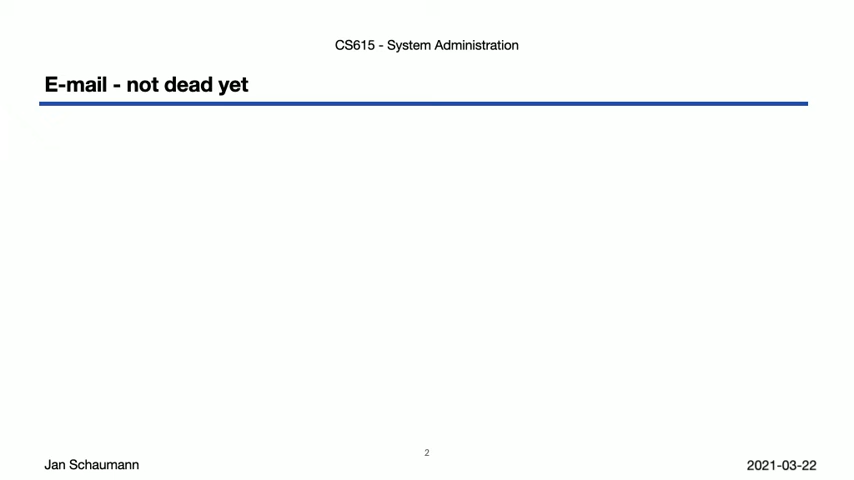 CS615 - System Administration
E-mail - not dead yet
2
Jan Schaumann
2021-03-22